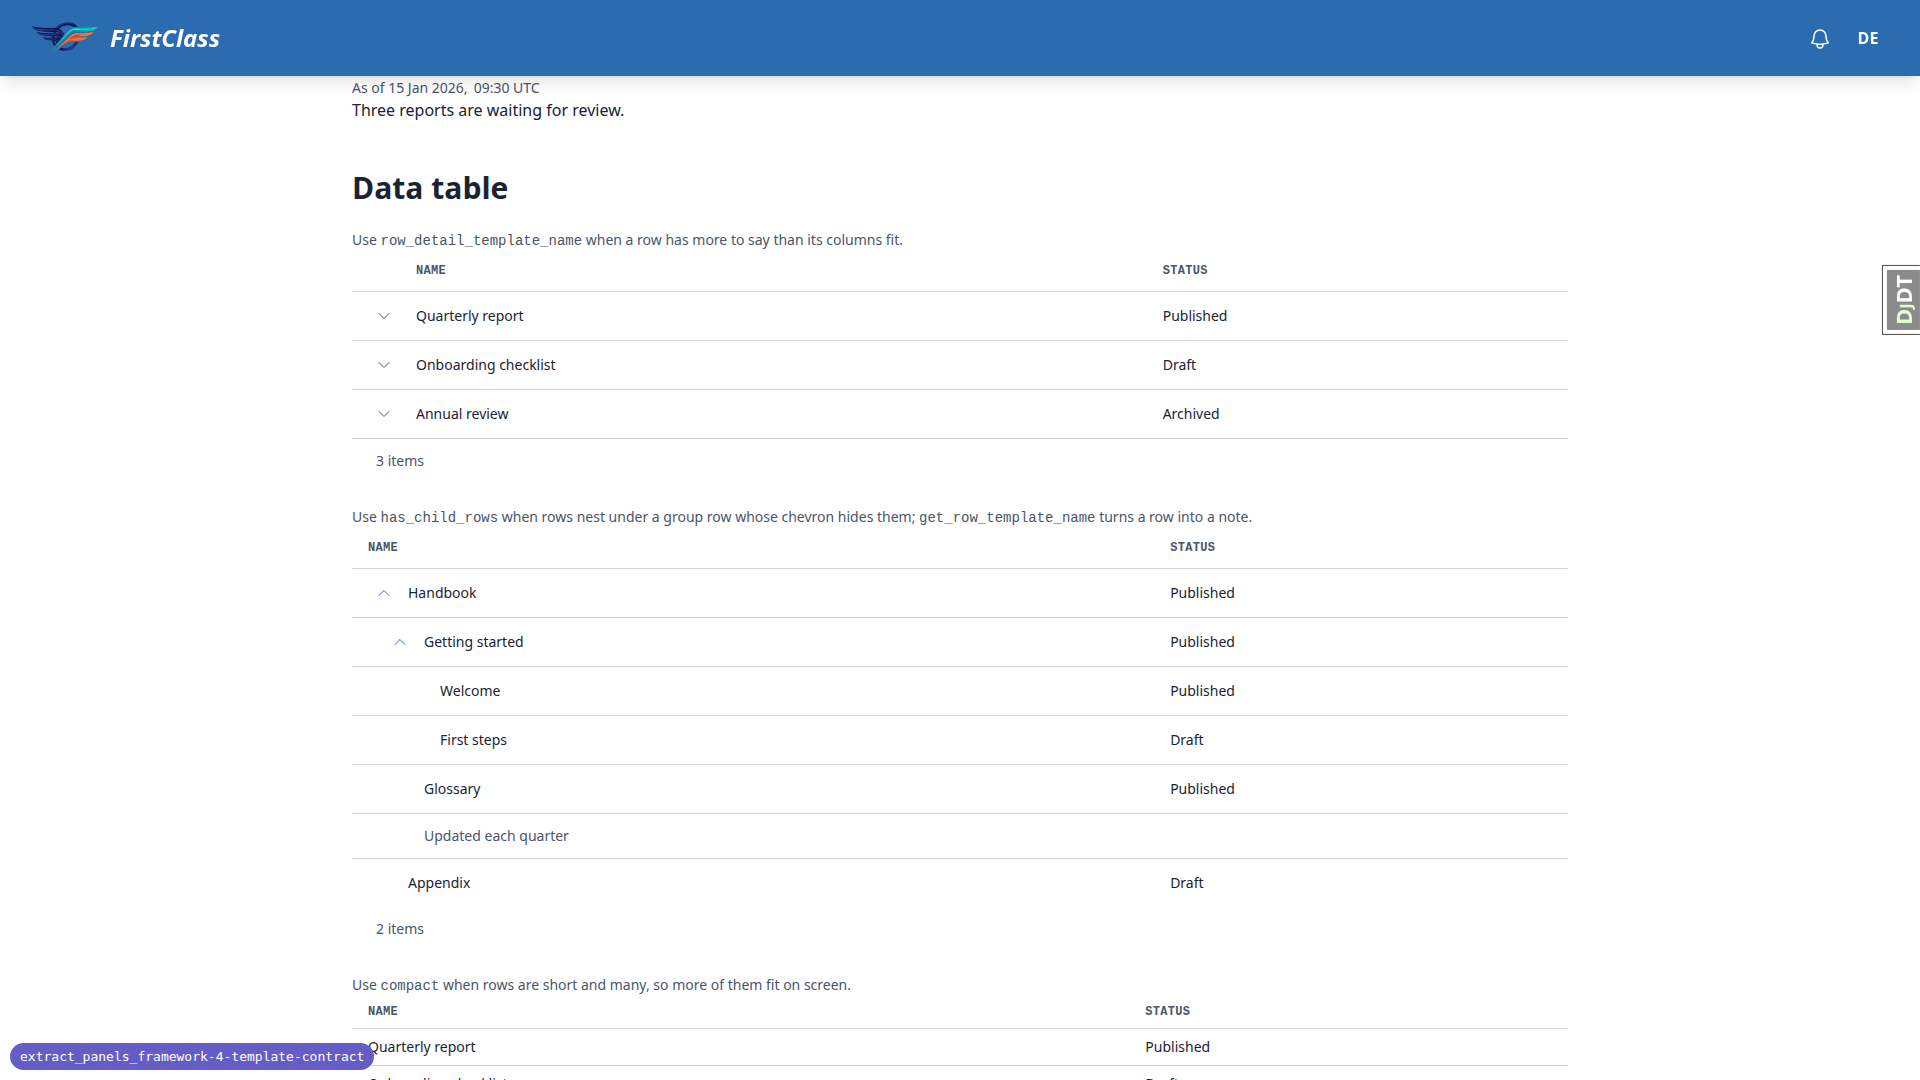 FirstClass
DE
As of 15 Jan 2026, 09:30 UTC
Three reports are waiting for review.
Data table
Use row_detail_template_name when a row has more to say than its columns fit.
NAME STATUS
Quarterly report Published
Onboarding checklist Draft
Annual review Archived
3 items
Use has_child_rows when rows nest under a group row whose chevron hides them; get_row_template_name turns a row into a note.
NAME STATUS
Handbook Published
Getting started Published
Welcome Published
First steps Draft
Glossary Published
Updated each quarter
Appendix Draft
2 items
Use compact when rows are short and many, so more of them fit on screen.
NAME STATUS
Quarterly report Published
extract_panels_framework-4-template-contract
DJDT